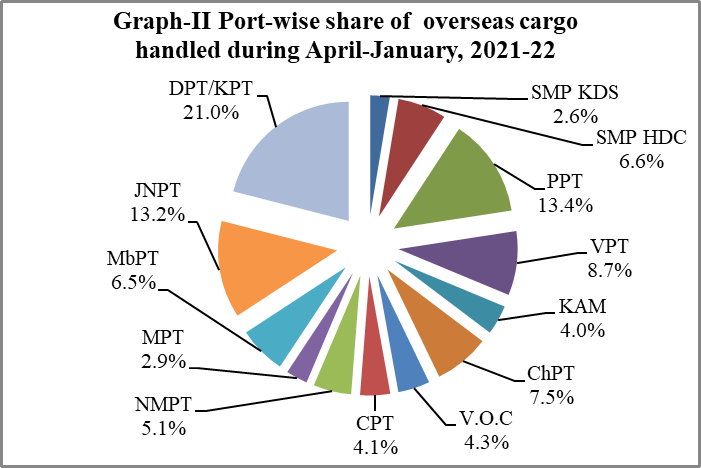 Graph-II Port-wise share of  overseas cargo
handled during April-January, 2021-22
SMP KDS
2.6%
SMP HDC
6.6%
PPT
13.4%
VPT
8.7%
KAM
4.0%
ChPT
7.5%
V.O.C
4.3%
CPT
4.1%
NMPT
5.1%
MPT
2.9%
MbPT
6.5%
JNPT
13.2%
DPT/KPT
21.0%